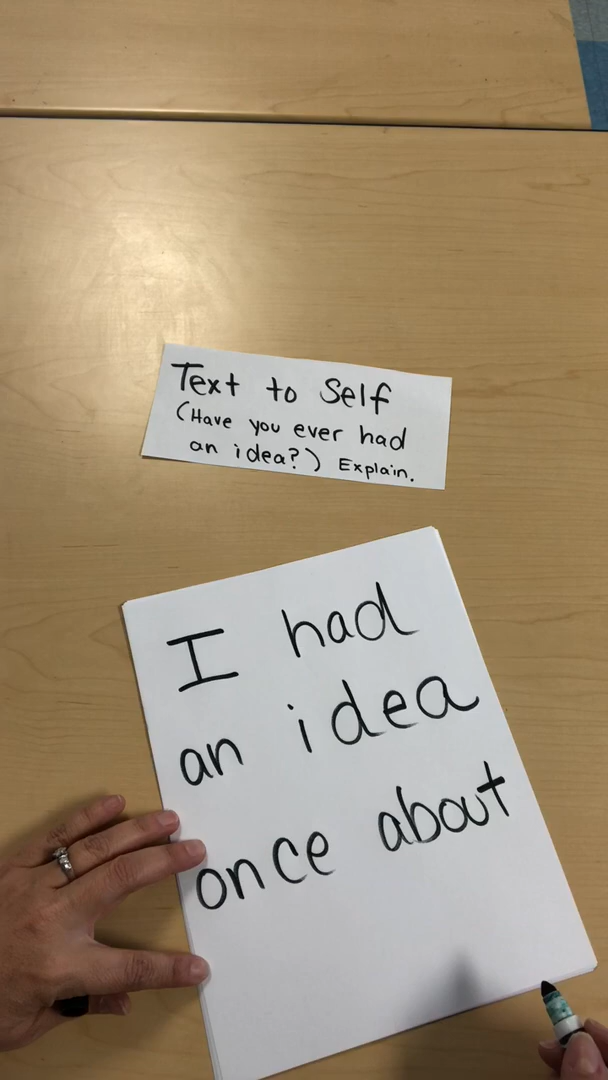 Text to Self
(Have you ever had
an idea?) Explain.
I had
an idea
once about